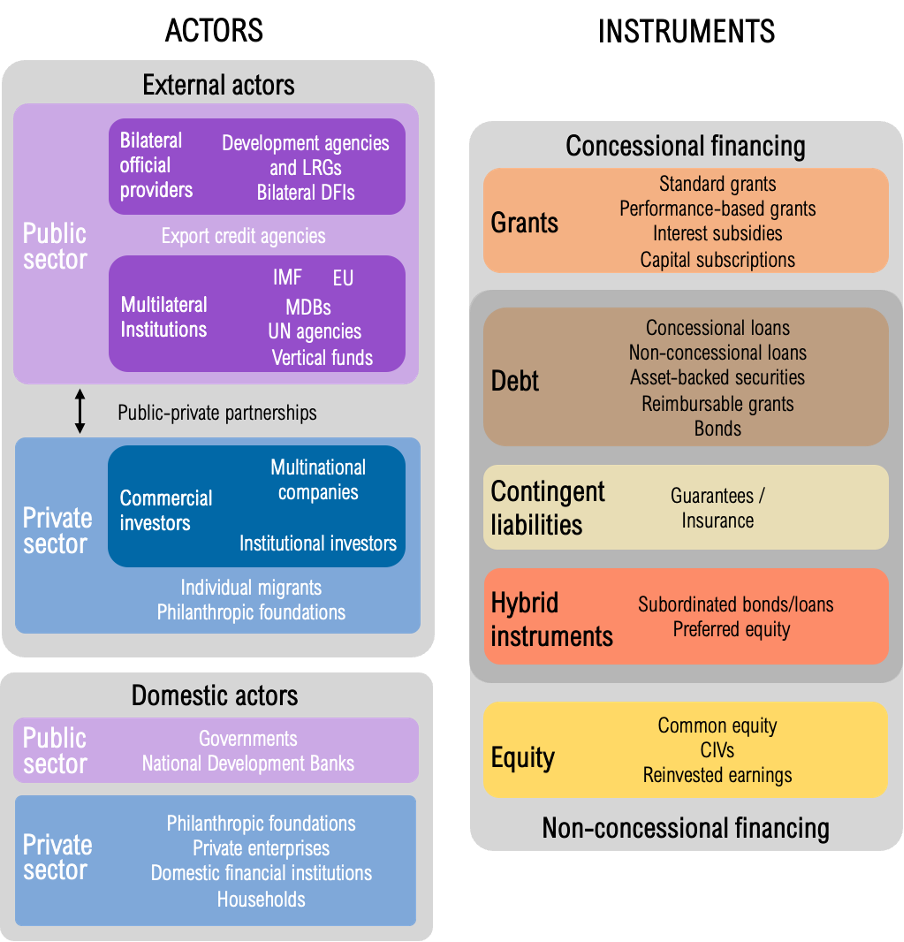 ACTORS
External actors
Public
sector
Bilateral
official
providers
Development agencies
and LRGs
Bilateral DFIs
Export credit agencies
Multilateral
Institutions
IMF EU
MDBs
UN agencies
Vertical funds
Public-private partnerships
Private
sector
Commercial
investors
Multinational
companies
Institutional investors
Individual migrants
Philanthropic foundations
Domestic actors
Public
sector
Governments
National Development Banks
Private
sector
Philanthropic foundations
Private enterprises
Domestic financial institutions
Households
INSTRUMENTS
Concessional financing
Grants
Standard grants
Performance-based grants
Interest subsidies
Capital subscriptions
Debt
Concessional loans
Non-concessional loans
Asset-backed securities
Reimbursable grants
Bonds
Contingent
liabilities
Guarantees /
Insurance
Hybrid
instruments
Subordinated bonds/loans
Preferred equity
Equity
Common equity
CIVs
Reinvested earnings
Non-concessional financing